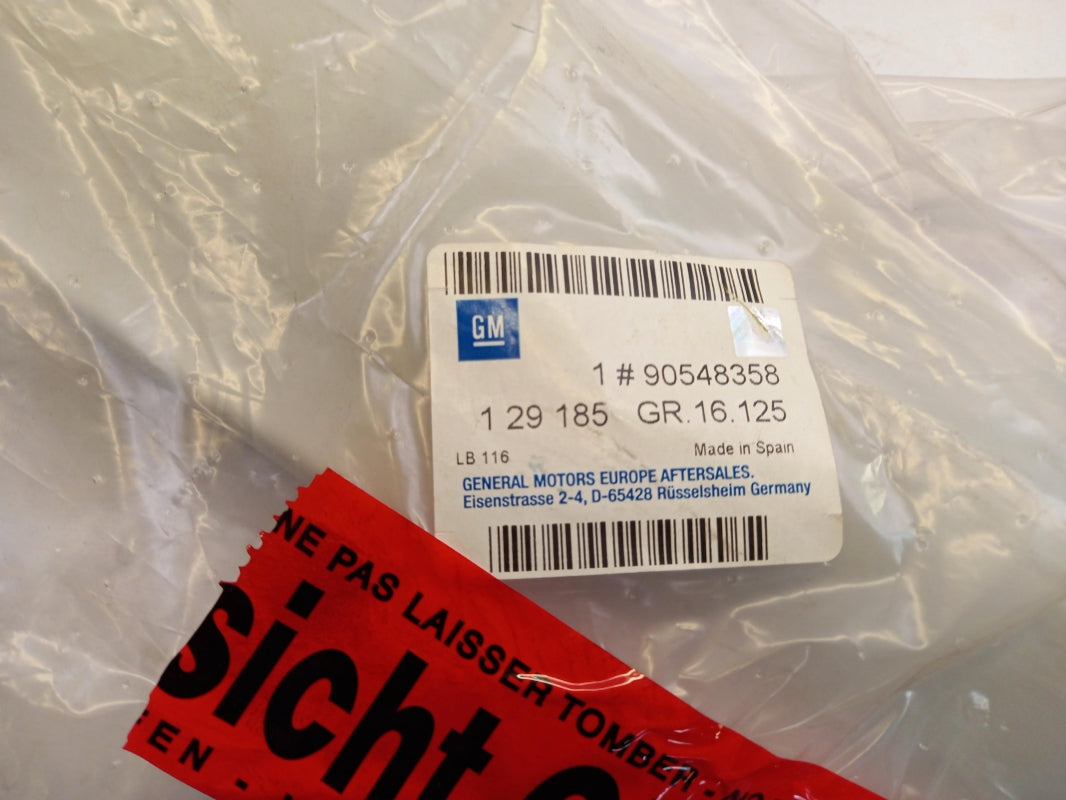 GM
1 # 90548358
1 29 185 GR.16.125
LB 116 Made in Spain
GENERAL MOTORS EUROPE AFTERSALES.
Eisenstrasse 2-4, D-65428 Rüsselsheim Germany
NE PAS LAISSER TOMBER -
sicht
EN -